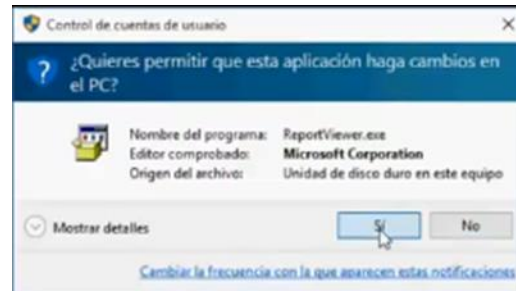 Control de cuentas de usuario
¿Quieres permitir que esta aplicación haga cambios en
el PC?
Nombre del programa: ReportViewer.exe
Editor comprobado: Microsoft Corporation
Origen del archivo: Unidad de disco duro en este equipo
Mostrar detalles
Sí No
Cambiar la frecuencia con la que aparecen estas notificaciones